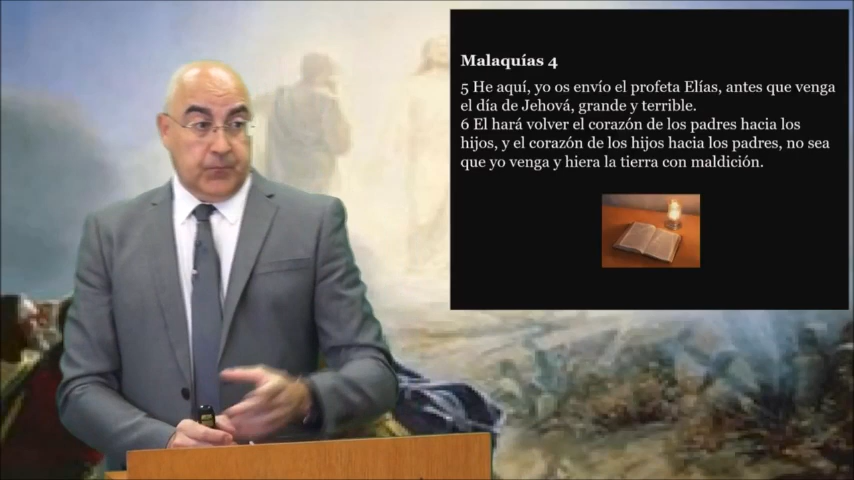 Malaquías 4
5 He aquí, yo os envío el profeta Elías, antes que venga
el día de Jehová, grande y terrible.
6 El hará volver el corazón de los padres hacia los
hijos, y el corazón de los hijos hacia los padres, no sea
que yo venga y hiera la tierra con maldición.